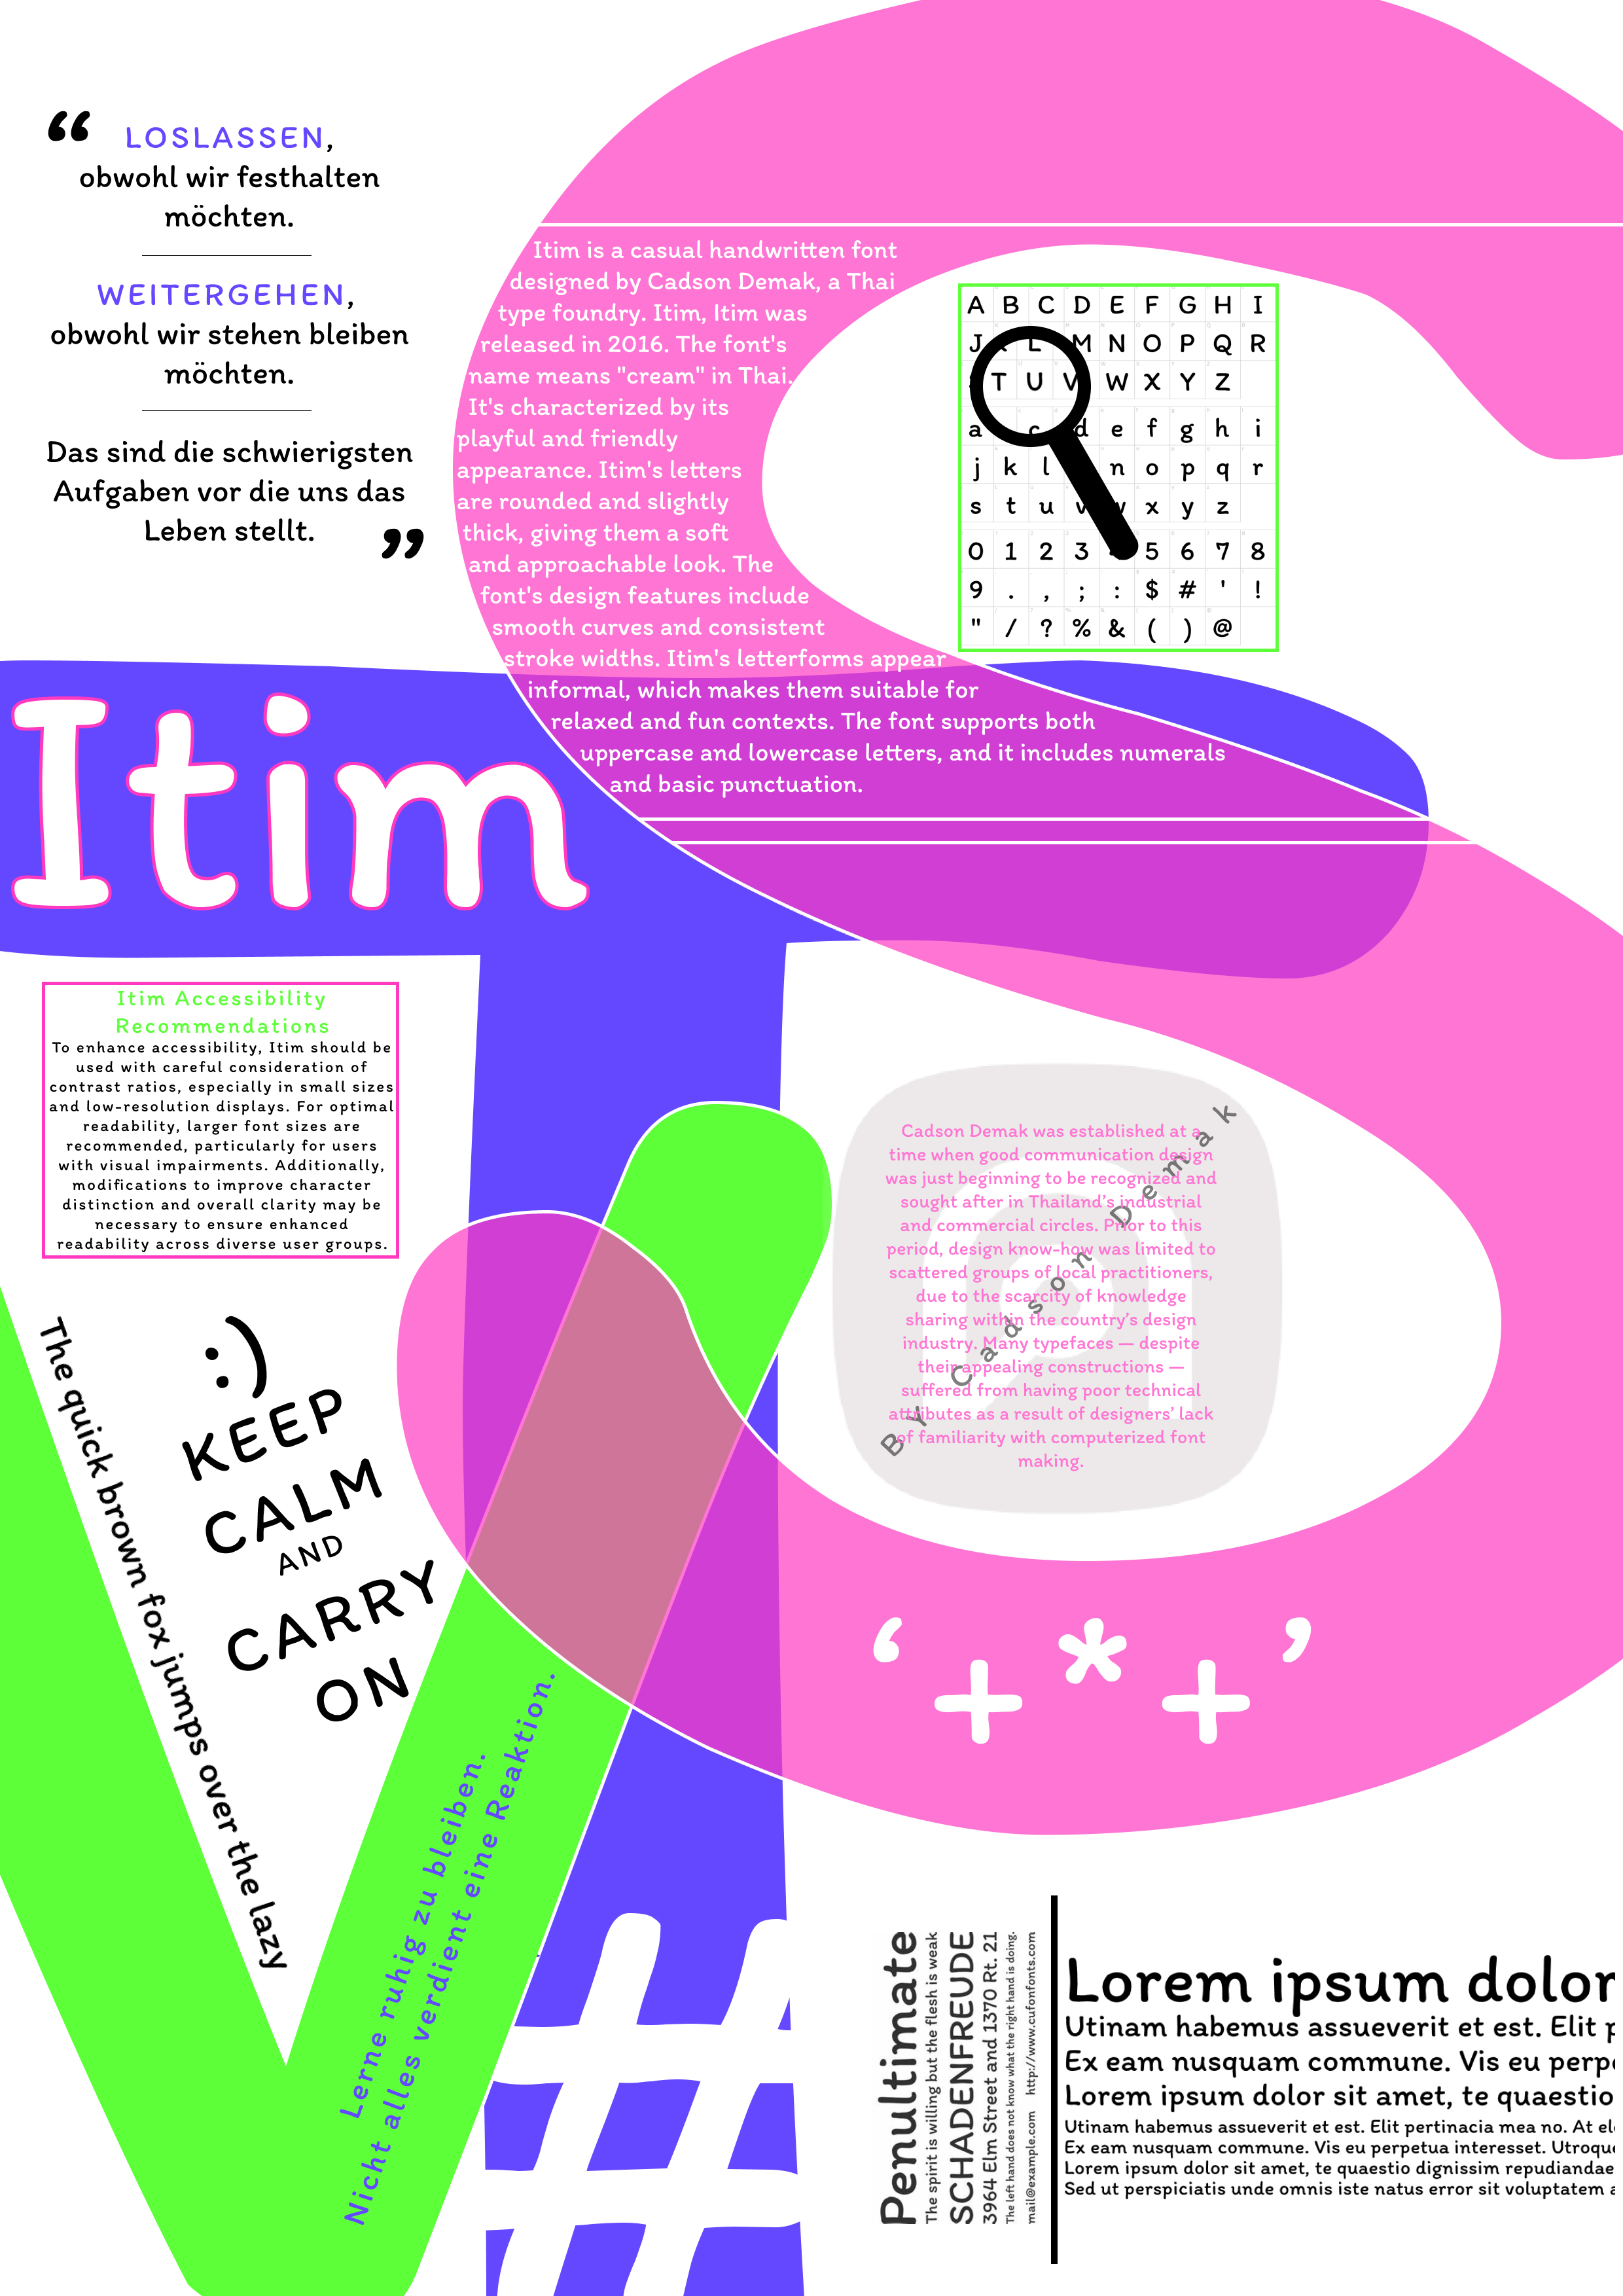 “ LOSLASSEN,
obwohl wir festhalten
möchten.
WEITERGEHEN,
obwohl wir stehen bleiben
möchten.
Das sind die schwierigsten
Aufgaben vor die uns das
Leben stellt. ”
Itim is a casual handwritten font
designed by Cadson Demak, a Thai
type foundry. Itim, Itim was
released in 2016. The font's
name means "cream" in Thai.
It's characterized by its
playful and friendly
appearance. Itim's letters
are rounded and slightly
thick, giving them a soft
and approachable look. The
font's design features include
smooth curves and consistent
stroke widths. Itim's letterforms appear
informal, which makes them suitable for
relaxed and fun contexts. The font supports both
uppercase and lowercase letters, and it includes numerals
and basic punctuation.
A B C D E F G H I
J L M N O P Q R
T U V W X Y Z
a c d e f g h i
j k l n o p q r
s t u v w x y z
0 1 2 3 5 6 7 8
9 . , ; : $ # ' !
" / ? % & ( ) @
Itim
Itim Accessibility
Recommendations
To enhance accessibility, Itim should be
used with careful consideration of
contrast ratios, especially in small sizes
and low-resolution displays. For optimal
readability, larger font sizes are
recommended, particularly for users
with visual impairments. Additionally,
modifications to improve character
distinction and overall clarity may be
necessary to ensure enhanced
readability across diverse user groups.
Cadson Demak was established at a
time when good communication design
was just beginning to be recognized and
sought after in Thailand’s industrial
and commercial circles. Prior to this
period, design know-how was limited to
scattered groups of local practitioners,
due to the scarcity of knowledge
sharing within the country’s design
industry. Many typefaces — despite
their appealing constructions —
suffered from having poor technical
attributes as a result of designers’ lack
of familiarity with computerized font
making.
BY Cadson Demak
The quick brown fox jumps over the lazy
:)
KEEP
CALM
AND
CARRY
ON
Lerne ruhig zu bleiben.
Nicht alles verdient eine Reaktion.
‘ + * + ’
#
Penultimate
The spirit is willing but the flesh is weak
SCHADENFREUDE
3964 Elm Street and 1370 Rt. 21
The left hand does not know what the right hand is doing.
mail@example.com http://www.cufonfonts.com
Lorem ipsum dolor
Utinam habemus assueverit et est. Elit
Ex eam nusquam commune. Vis eu
Lorem ipsum dolor sit amet, te quaestio
Utinam habemus assueverit et est. Elit pertinacia mea no. At
Ex eam nusquam commune. Vis eu perpetua interesset.
Lorem ipsum dolor sit amet, te quaestio dignissim repudiandae
Sed ut perspiciatis unde omnis iste natus error sit voluptatem